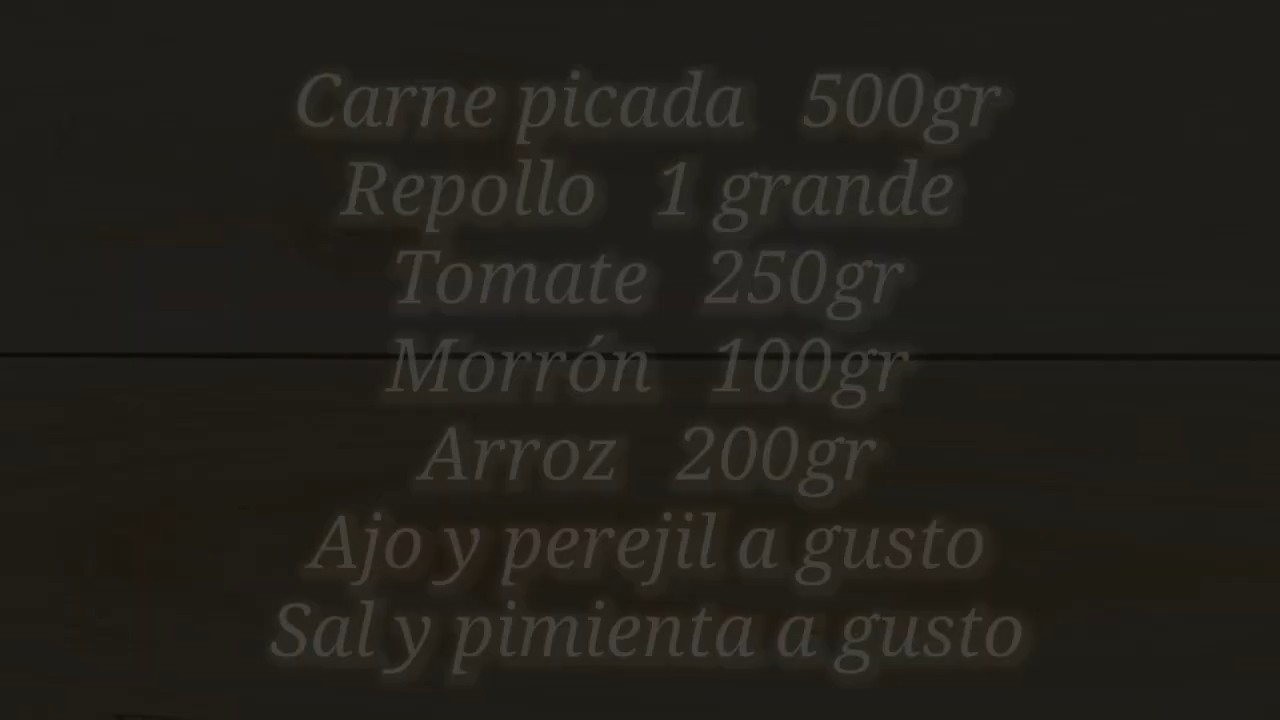 Carne picada 500gr
Repollo 1 grande
Tomate 250gr
Morrón 100gr
Arroz 200gr
Ajo y perejil a gusto
Sal y pimienta a gusto